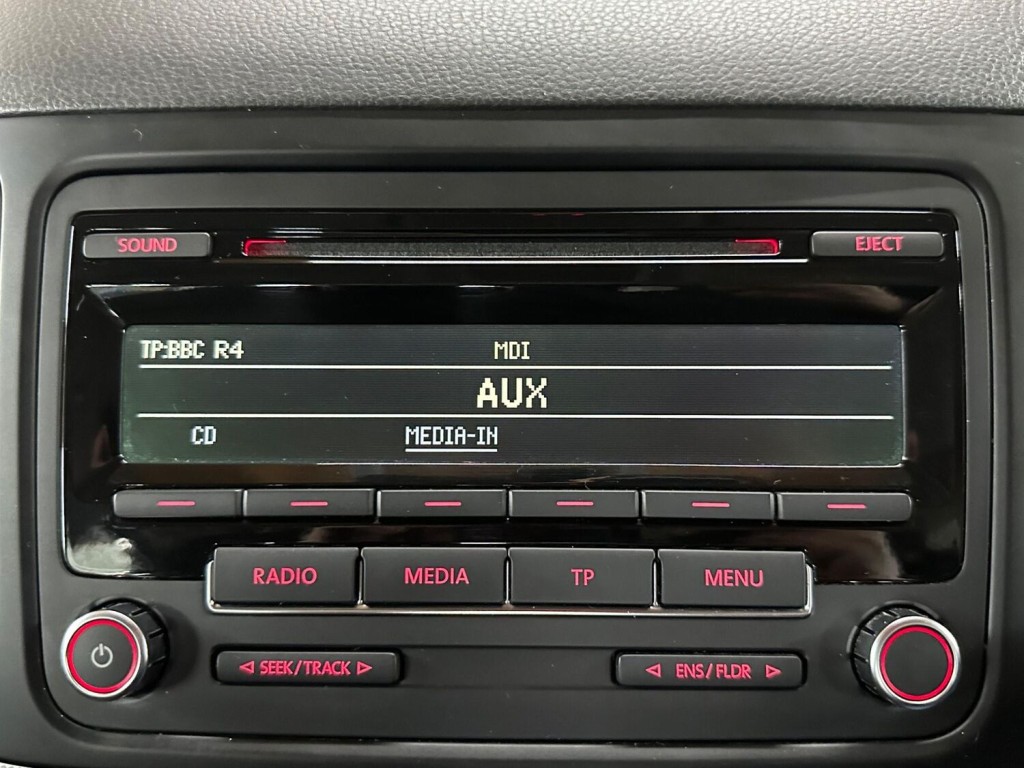 SOUND
EJECT
TP:BBC R4 MDI
AUX
CD MEDIA-IN
RADIO MEDIA TP MENU
SEEK/TRACK
ENS/FLDR